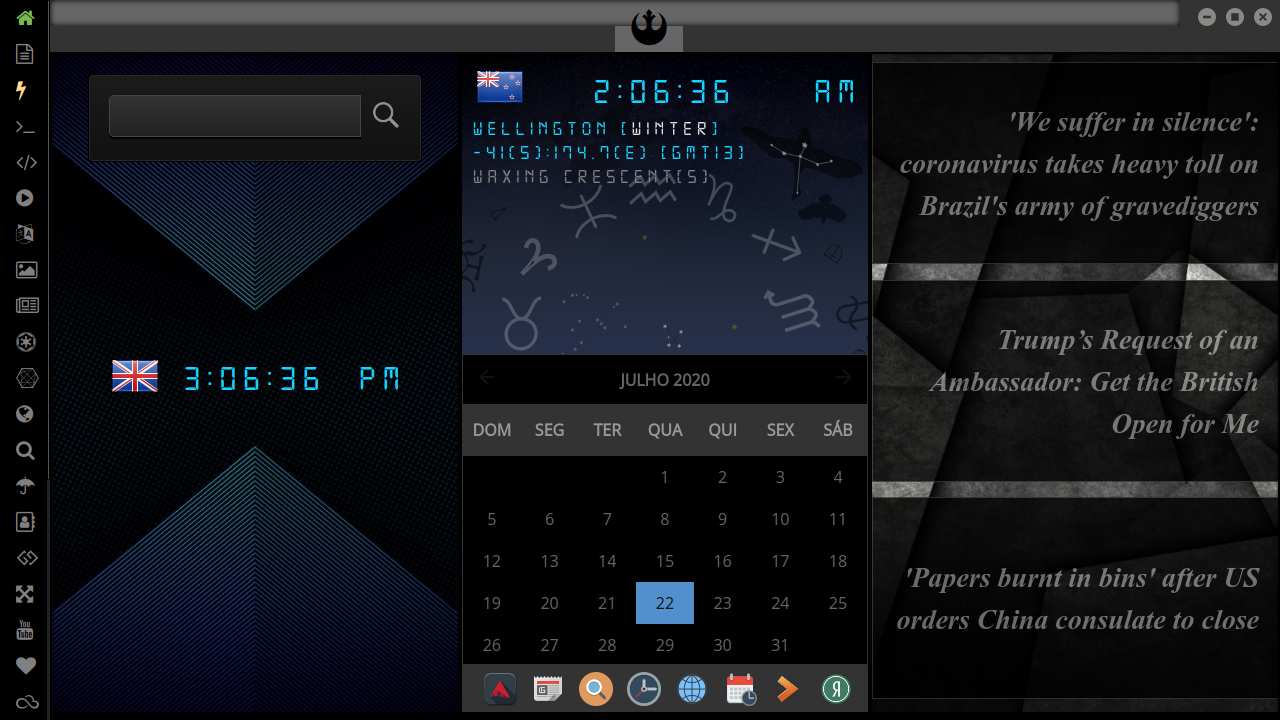 3:06:36 PM
2:06:36 AM
WELLINGTON (WINTER)
-41(S):174.7(E) (GMT13)
WAXING CRESCENT(S)
JULHO 2020
DOM SEG TER QUA QUI SEX SÁB
1 2 3 4
5 6 7 8 9 10 11
12 13 14 15 16 17 18
19 20 21 22 23 24 25
26 27 28 29 30 31
'We suffer in silence':
coronavirus takes heavy toll on
Brazil's army of gravediggers
Trump’s Request of an
Ambassador: Get the British
Open for Me
'Papers burnt in bins' after US
orders China consulate to close
You
Tube
Я